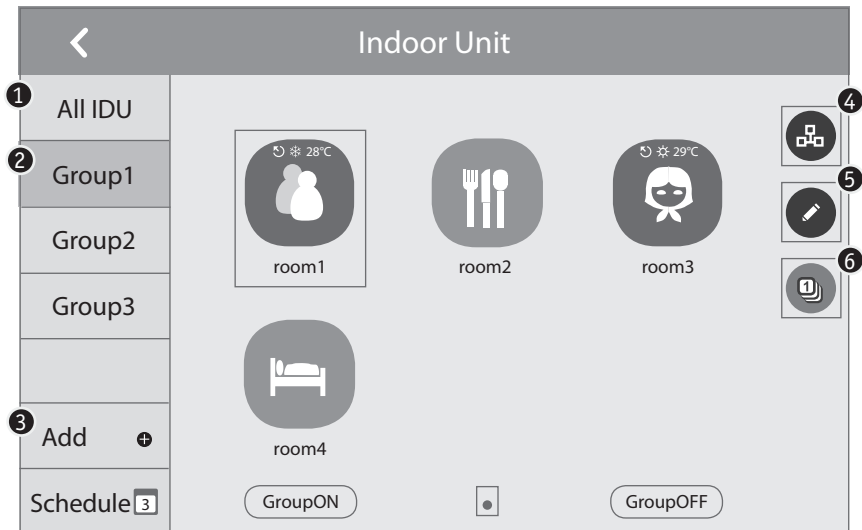 Indoor Unit
1
All IDU
2
Group1
Group2
Group3
3
Add
Schedule 3
28℃
room1
room2
29℃
room3
room4
GroupON
GroupOFF
4
5
6
1